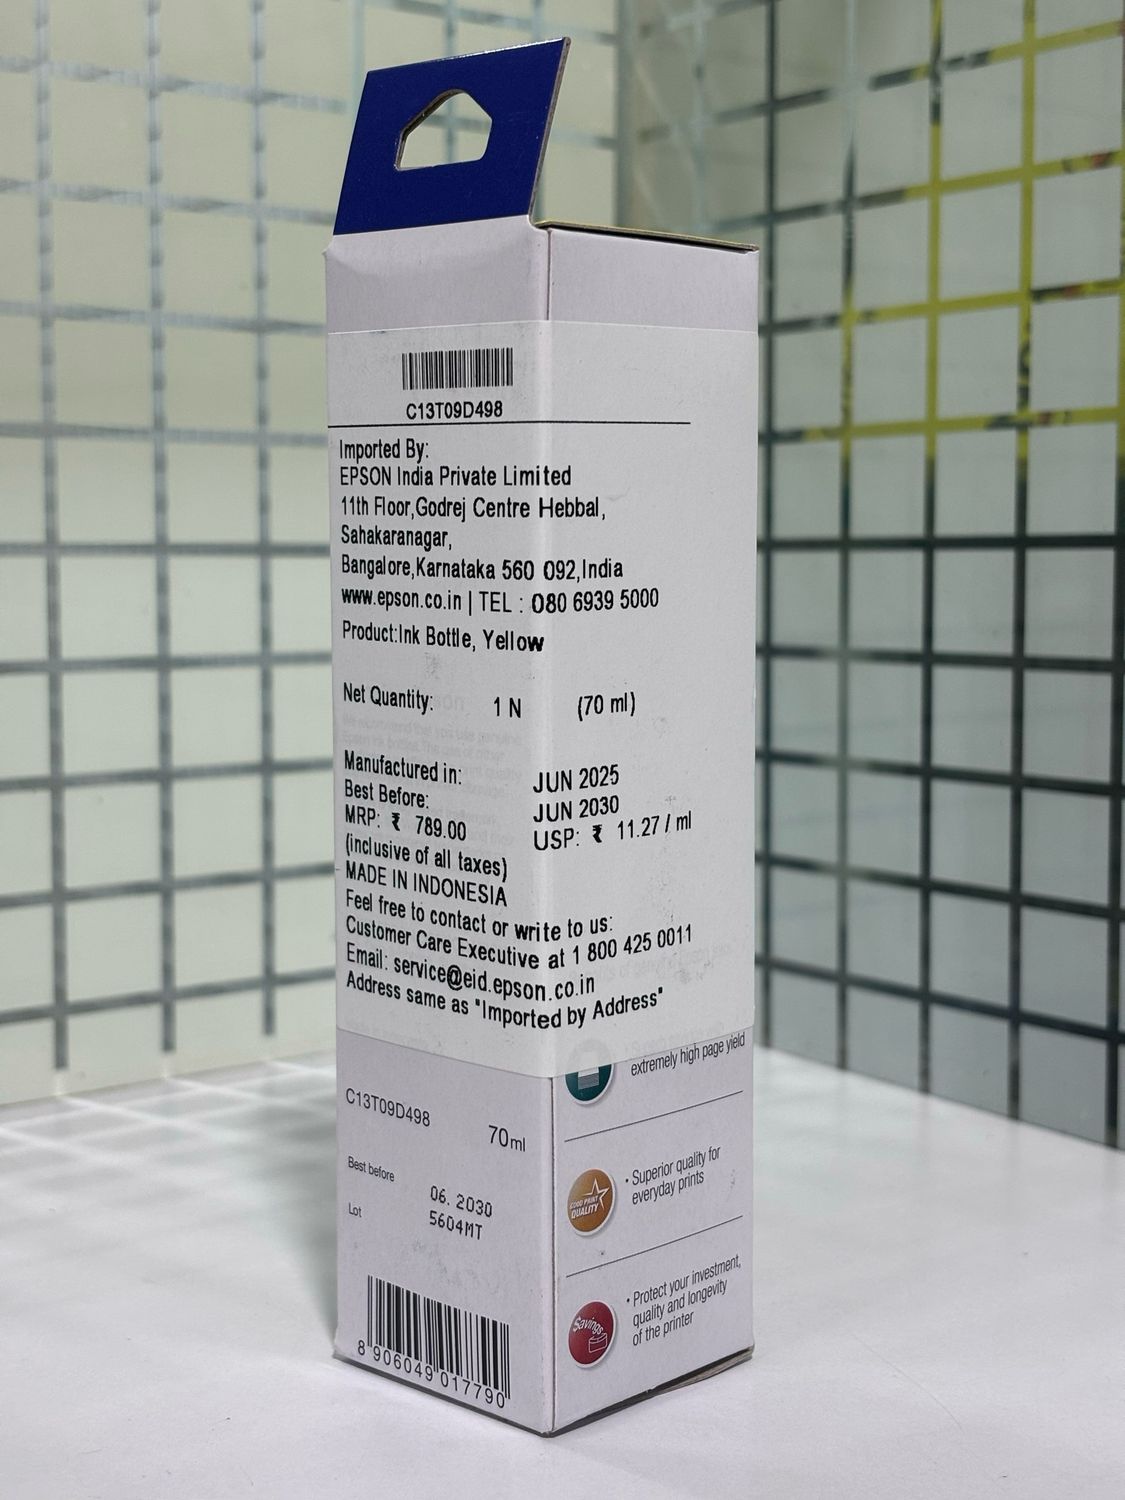 C13T09D498
Imported By:
EPSON India Private Limited
11th Floor,Godrej Centre Hebbal,
Sahakaranagar,
Bangalore,Karnataka 560 092,India
www.epson.co.in | TEL : 080 6939 5000
Product:Ink Bottle, Yellow
Net Quantity: 1 N (70 ml)
Manufactured in: JUN 2025
Best Before: JUN 2030
MRP: ₹ 789.00 USP: ₹ 11.27 / ml
(inclusive of all taxes)
MADE IN INDONESIA
Feel free to contact or write to us:
Customer Care Executive at 1 800 425 0011
Email: service@eid.epson.co.in
Address same as "Imported by Address"
C13T09D498
70ml
Best before 06. 2030
Lot 5604MT
8 906049 017790
extremely high page yield
GOOD PRINT
QUALITY
• Superior quality for
everyday prints
Savings
• Protect your investment,
quality and longevity
of the printer